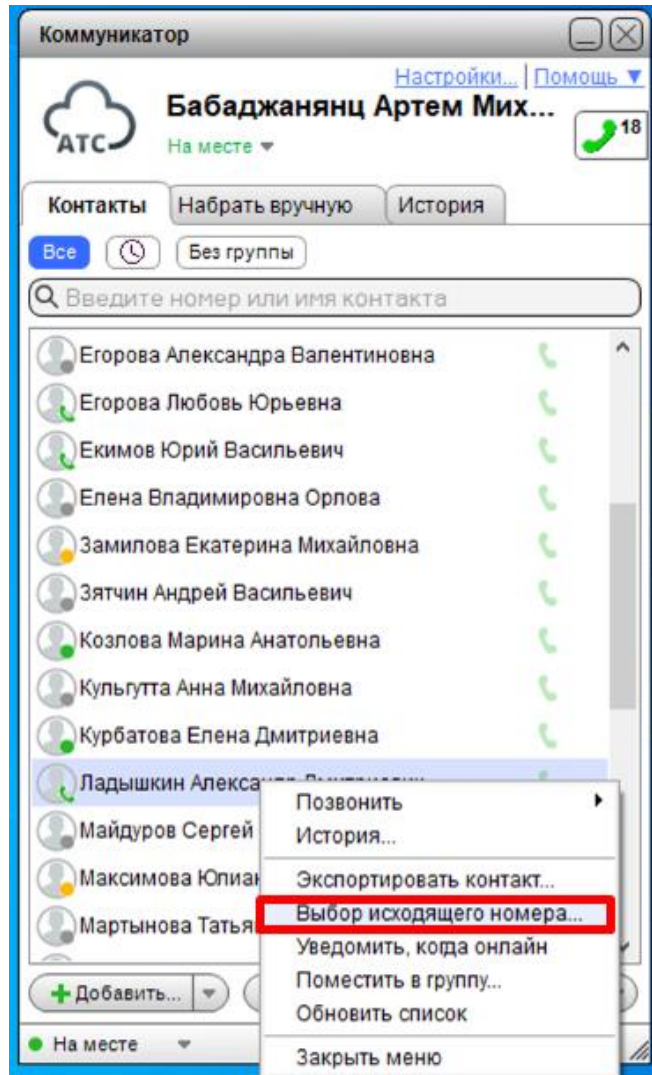 Коммуникатор
Настройки... | Помощь ▼
Бабаджанянц Артем Мих...
АТС
На месте
18
Контакты
Набрать вручную
История
Все
Без группы
Введите номер или имя контакта
Егорова Александра Валентиновна
Егорова Любовь Юрьевна
Екимов Юрий Васильевич
Елена Владимировна Орлова
Замилова Екатерина Михайловна
Зятчин Андрей Васильевич
Козлова Марина Анатольевна
Кульгутта Анна Михайловна
Курбатова Елена Дмитриевна
Ладышкин
Майдуров Сергей
Максимова
Мартынова
Позвонить
История...
Экспортировать контакт...
Выбор исходящего номера...
Уведомить, когда онлайн
Поместить в группу...
Обновить список
Закрыть меню
Добавить...
На месте